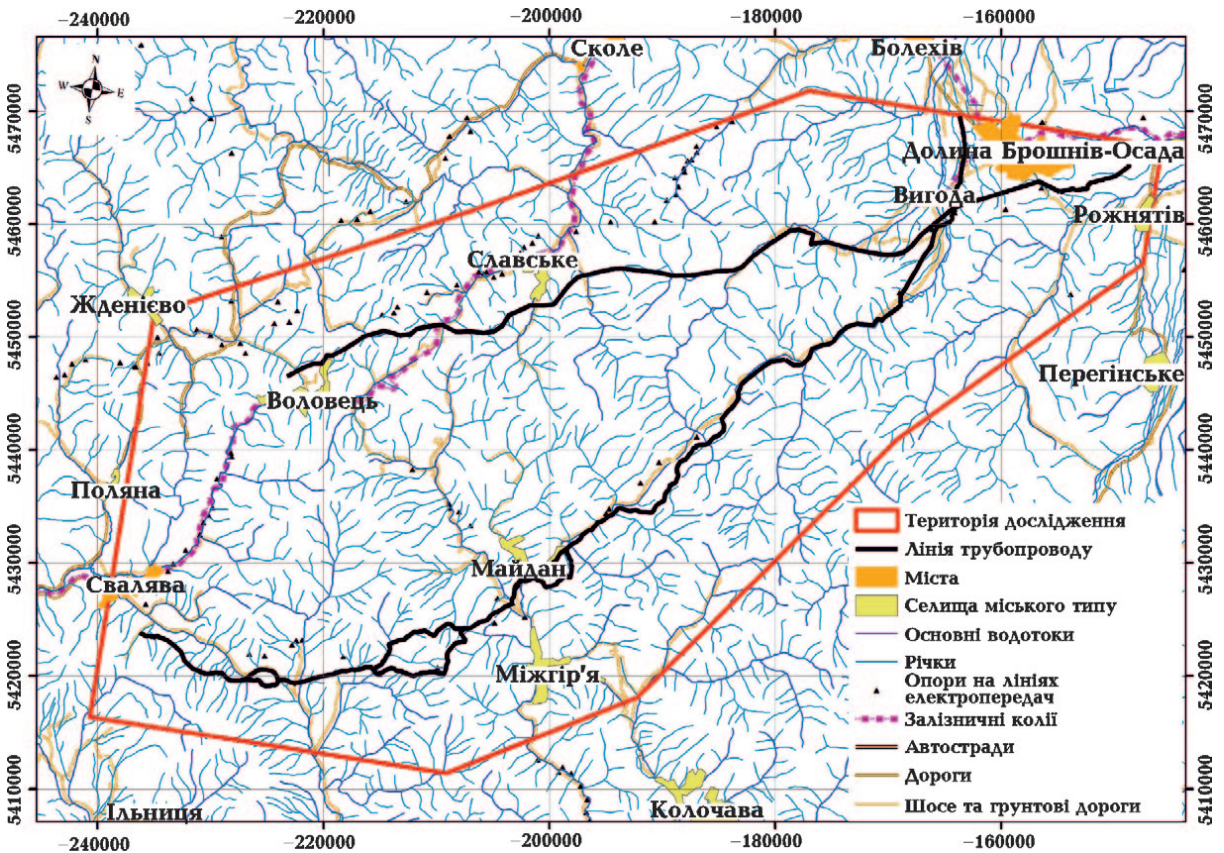 −240000 −220000 −200000 −180000 −160000
Сколе
Болехів
N
W E
S
5470000
5470000
Долина Брошнів-Осада
Вигода
Рожнятів
5460000
5460000
Славське
Жденієво
5450000
5450000
Перегінське
Воловець
5440000
5440000
Поляна
Територія дослідження
Лінія трубопроводу
5430000
5430000
Майдан
Свалява
Міста
Селища міського типу
Основні водотоки
Річки
5420000
5420000
Міжгір'я
Опори на лініях
електропередач
Залізничні колії
Автостради
Дороги
Шосе та грунтові дороги
5410000
5410000
Колочава
Ільниця
−240000 −220000 −200000 −180000 −160000